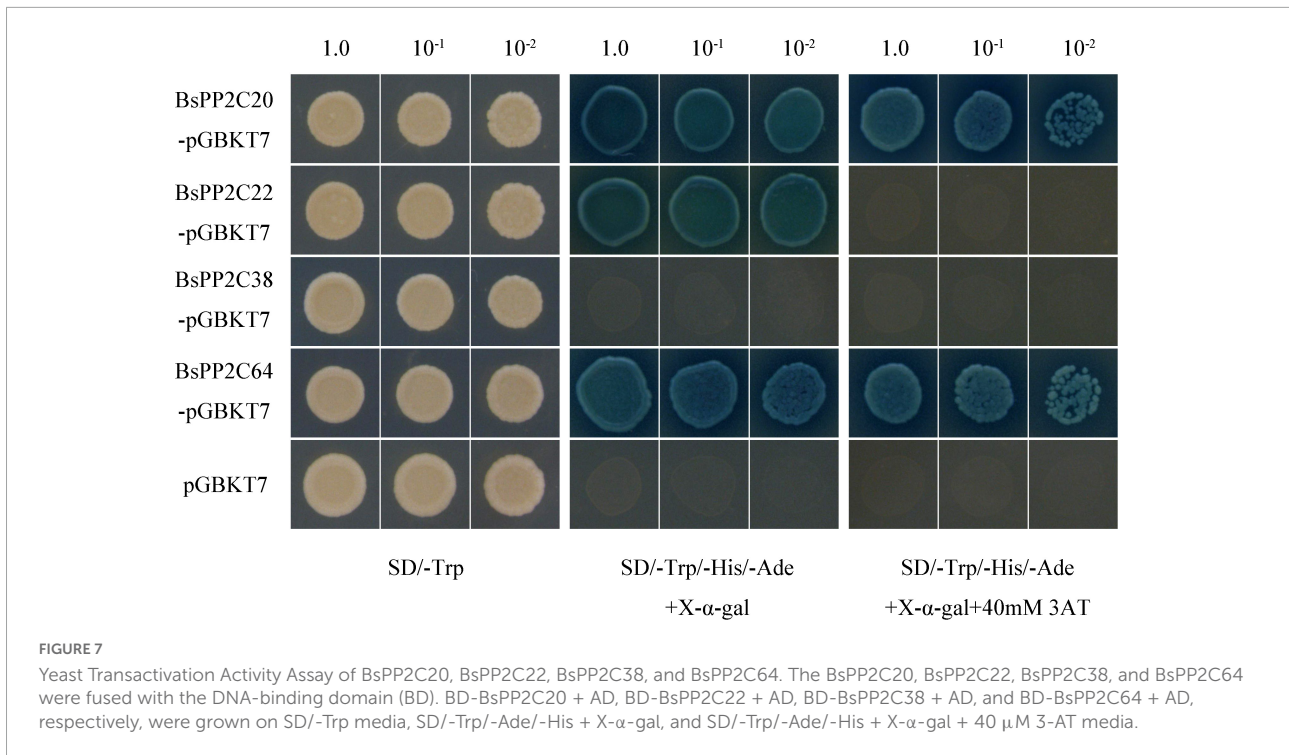 1.0 10⁻¹ 10⁻² 1.0 10⁻¹ 10⁻² 1.0 10⁻¹ 10⁻²
BsPP2C20
-pGBKT7
BsPP2C22
-pGBKT7
BsPP2C38
-pGBKT7
BsPP2C64
-pGBKT7
pGBKT7
SD/-Trp SD/-Trp/-His/-Ade SD/-Trp/-His/-Ade
+X-α-gal +X-α-gal+40mM 3AT
FIGURE 7
Yeast Transactivation Activity Assay of BsPP2C20, BsPP2C22, BsPP2C38, and BsPP2C64. The BsPP2C20, BsPP2C22, BsPP2C38, and BsPP2C64
were fused with the DNA-binding domain (BD). BD-BsPP2C20 + AD, BD-BsPP2C22 + AD, BD-BsPP2C38 + AD, and BD-BsPP2C64 + AD,
respectively, were grown on SD/-Trp media, SD/-Trp/-Ade/-His + X-α-gal, and SD/-Trp/-Ade/-His + X-α-gal + 40 μM 3-AT media.